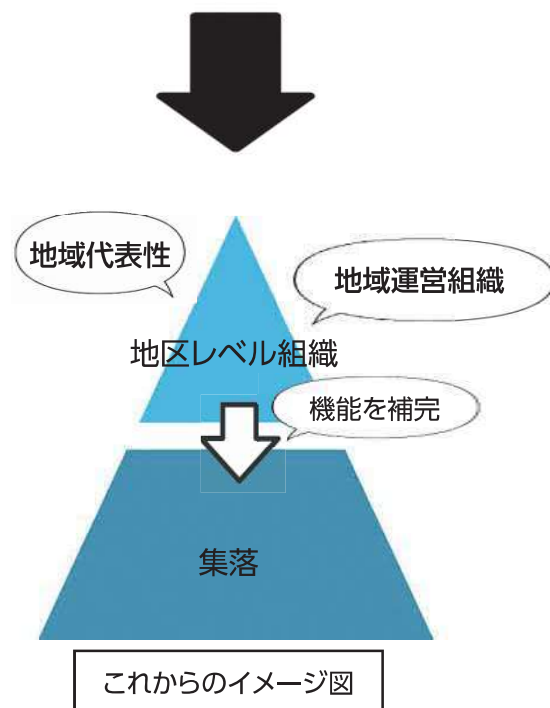 地域代表性
地域運営組織
地区レベル組織
機能を補完
集落
これからのイメージ図